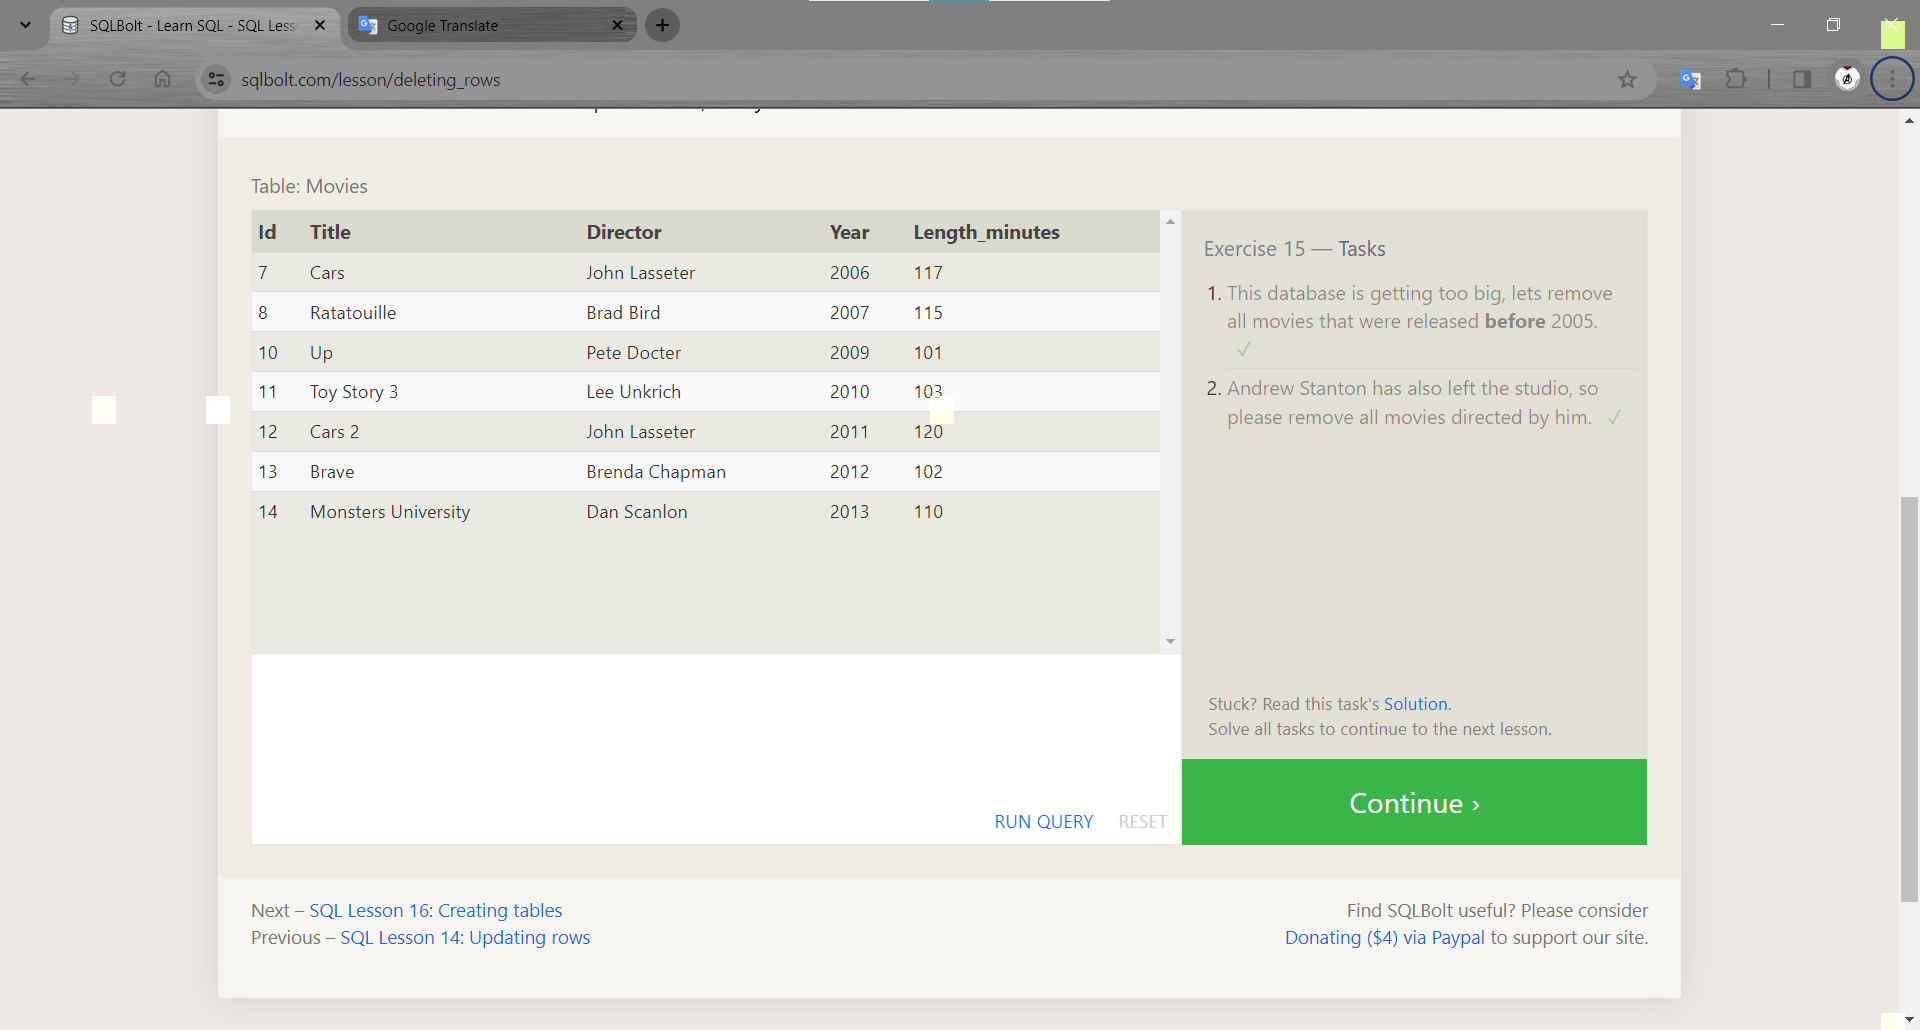 SQLBolt - Learn SQL - SQL Less
Google Translate
sqlbolt.com/lesson/deleting_rows
Table: Movies
Id Title Director Year Length_minutes
7 Cars John Lasseter 2006 117
8 Ratatouille Brad Bird 2007 115
10 Up Pete Docter 2009 101
11 Toy Story 3 Lee Unkrich 2010 103
12 Cars 2 John Lasseter 2011 120
13 Brave Brenda Chapman 2012 102
14 Monsters University Dan Scanlon 2013 110
RUN QUERY RESET
Exercise 15 — Tasks
1. This database is getting too big, lets remove
all movies that were released before 2005.
✓
2. Andrew Stanton has also left the studio, so
please remove all movies directed by him. ✓
Stuck? Read this task's Solution.
Solve all tasks to continue to the next lesson.
Continue ›
Next – SQL Lesson 16: Creating tables
Previous – SQL Lesson 14: Updating rows
Find SQLBolt useful? Please consider
Donating ($4) via Paypal to support our site.